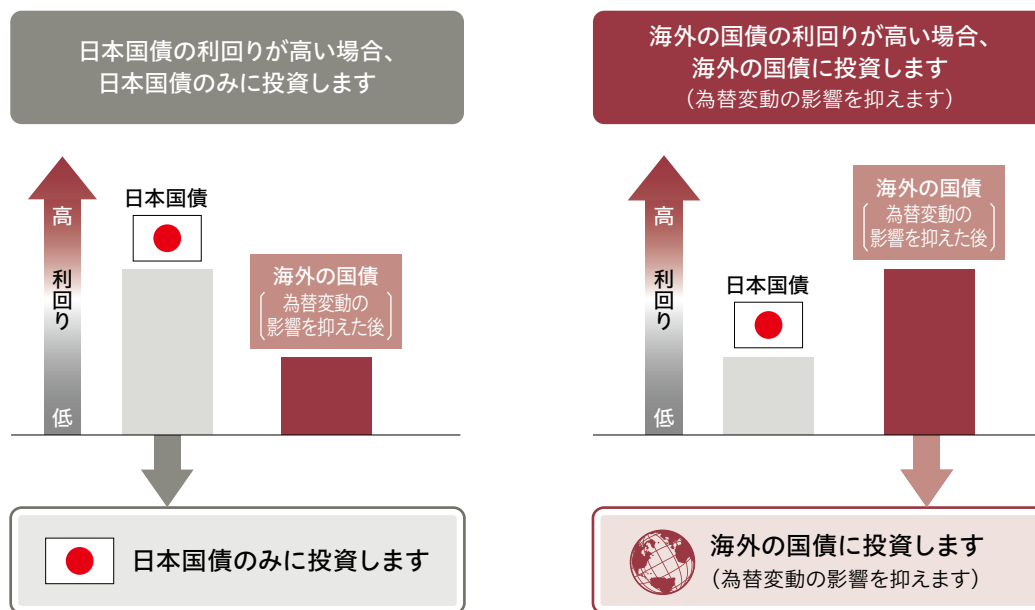 日本国債の利回りが高い場合、
日本国債のみに投資します
高
利回り
低
日本国債
海外の国債
為替変動の
影響を抑えた後
日本国債のみに投資します
海外の国債の利回りが高い場合、
海外の国債に投資します
(為替変動の影響を抑えます)
高
利回り
低
日本国債
海外の国債
為替変動の
影響を抑えた後
海外の国債に投資します
(為替変動の影響を抑えます)